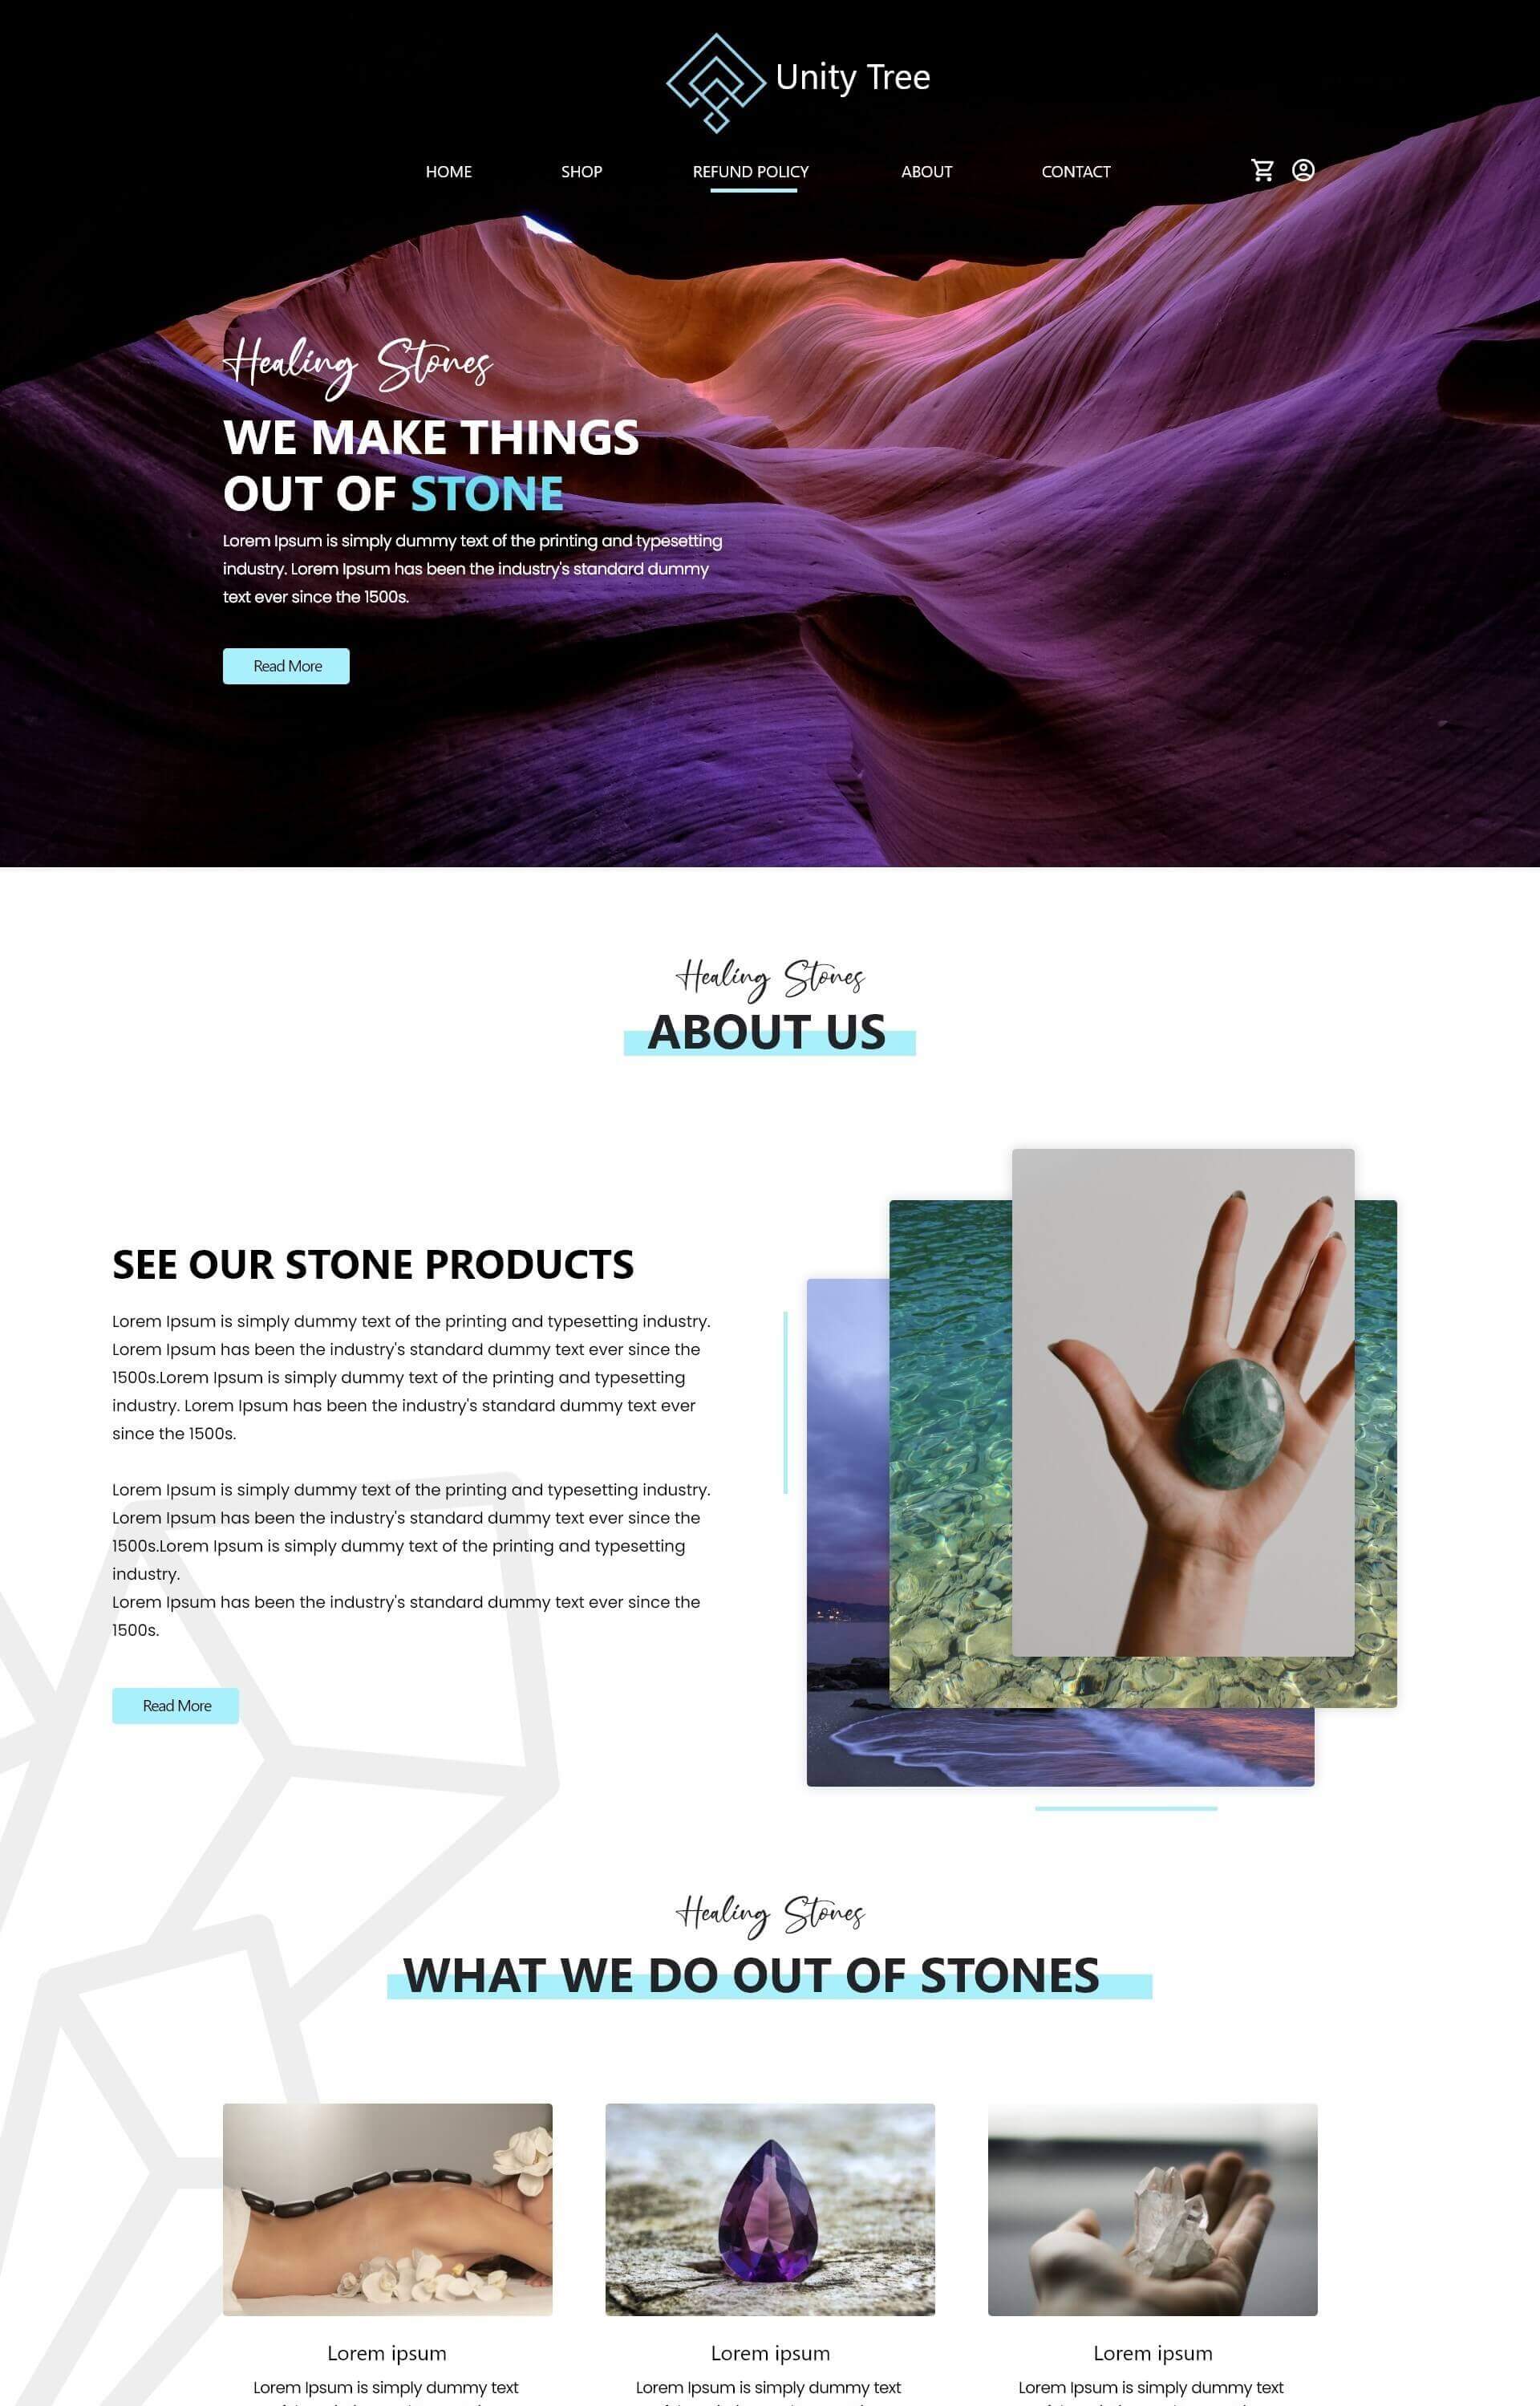 Unity Tree
HOME SHOP REFUND POLICY ABOUT CONTACT
Healing Stones
WE MAKE THINGS
OUT OF STONE
Lorem Ipsum is simply dummy text of the printing and typesetting
industry. Lorem Ipsum has been the industry's standard dummy
text ever since the 1500s.
Read More
Healing Stones
ABOUT US
SEE OUR STONE PRODUCTS
Lorem Ipsum is simply dummy text of the printing and typesetting industry.
Lorem Ipsum has been the industry's standard dummy text ever since the
1500s.Lorem Ipsum is simply dummy text of the printing and typesetting
industry. Lorem Ipsum has been the industry's standard dummy text ever
since the 1500s.
Lorem Ipsum is simply dummy text of the printing and typesetting industry.
Lorem Ipsum has been the industry's standard dummy text ever since the
1500s.Lorem Ipsum is simply dummy text of the printing and typesetting
industry.
Lorem Ipsum has been the industry's standard dummy text ever since the
1500s.
Read More
Healing Stones
WHAT WE DO OUT OF STONES
Lorem ipsum
Lorem Ipsum is simply dummy text
Lorem ipsum
Lorem Ipsum is simply dummy text
Lorem ipsum
Lorem Ipsum is simply dummy text